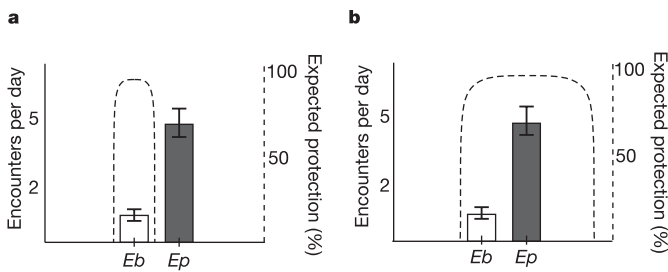 a
Encounters per day
5
2
Eb Ep
100
50
Expected protection (%)
b
Encounters per day
5
2
Eb Ep
100
50
Expected protection (%)